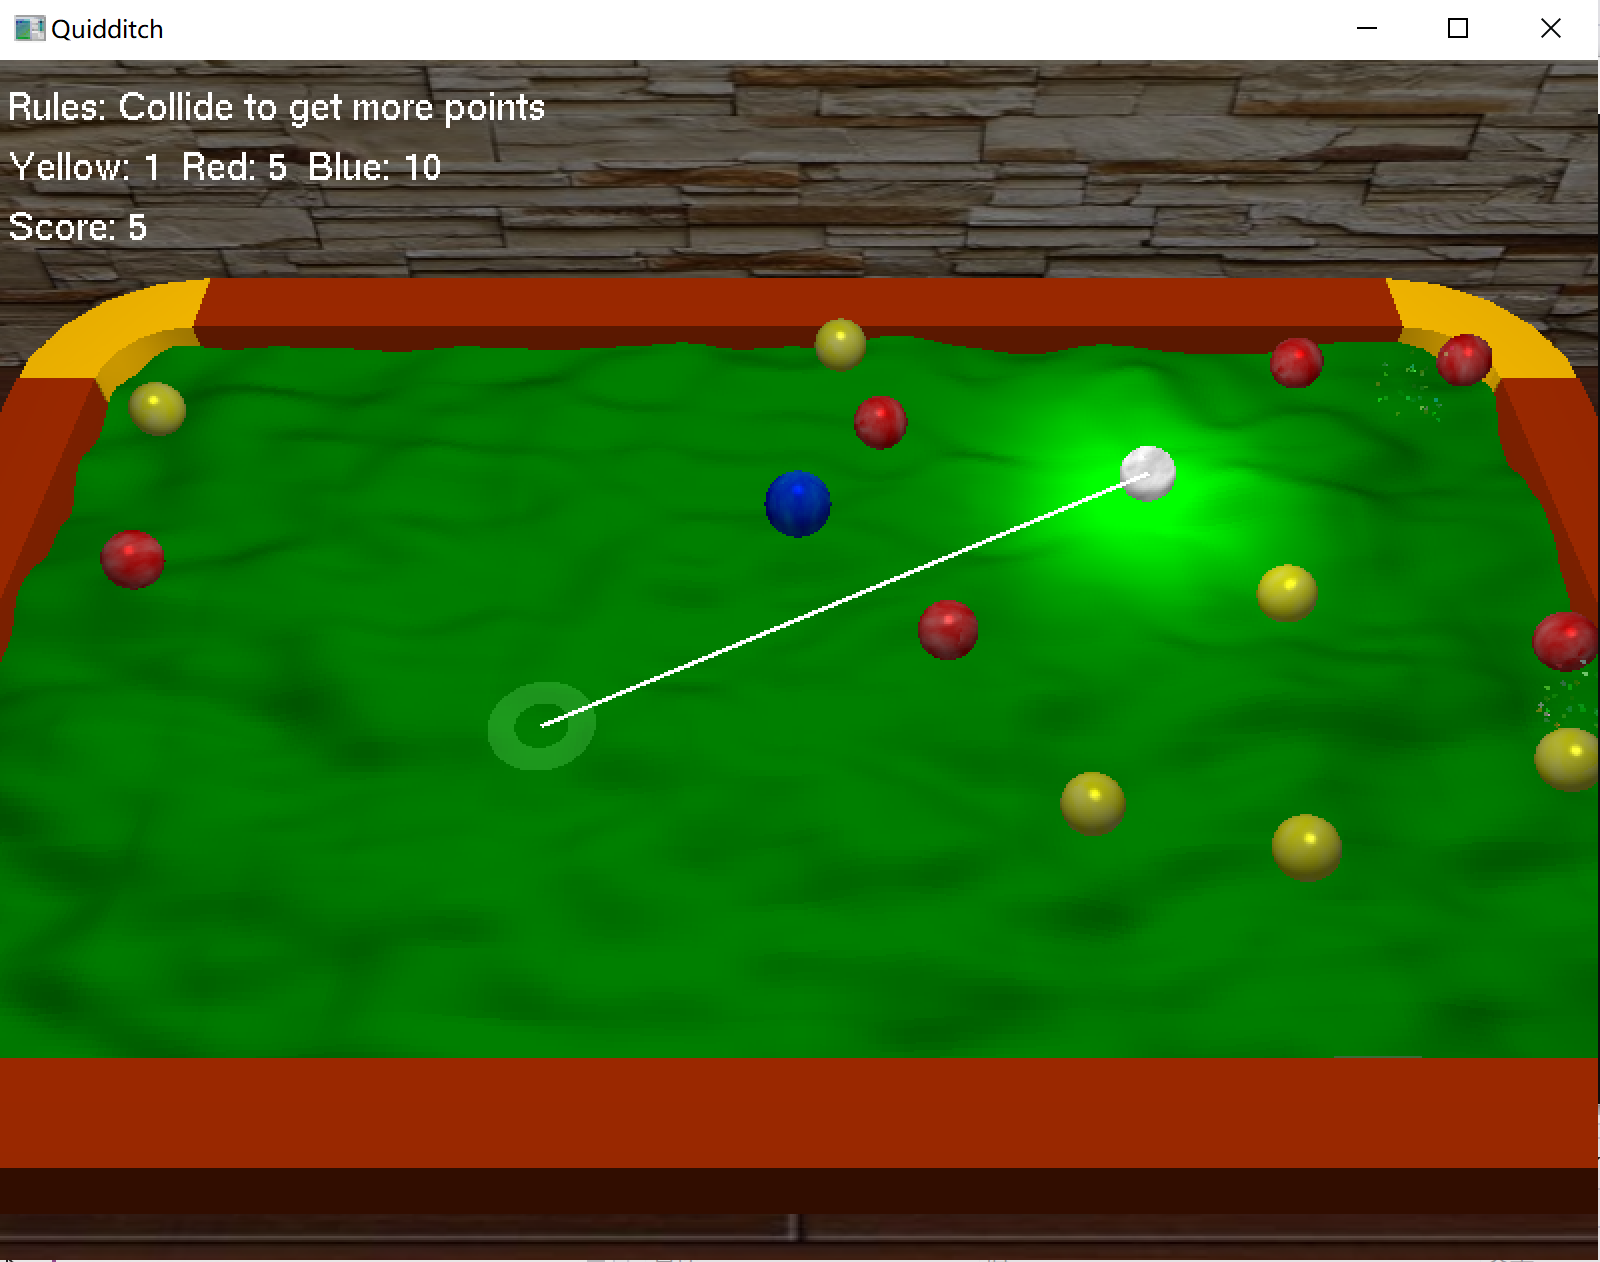 Quidditch
Rules: Collide to get more points
Yellow: 1  Red: 5  Blue: 10
Score: 5